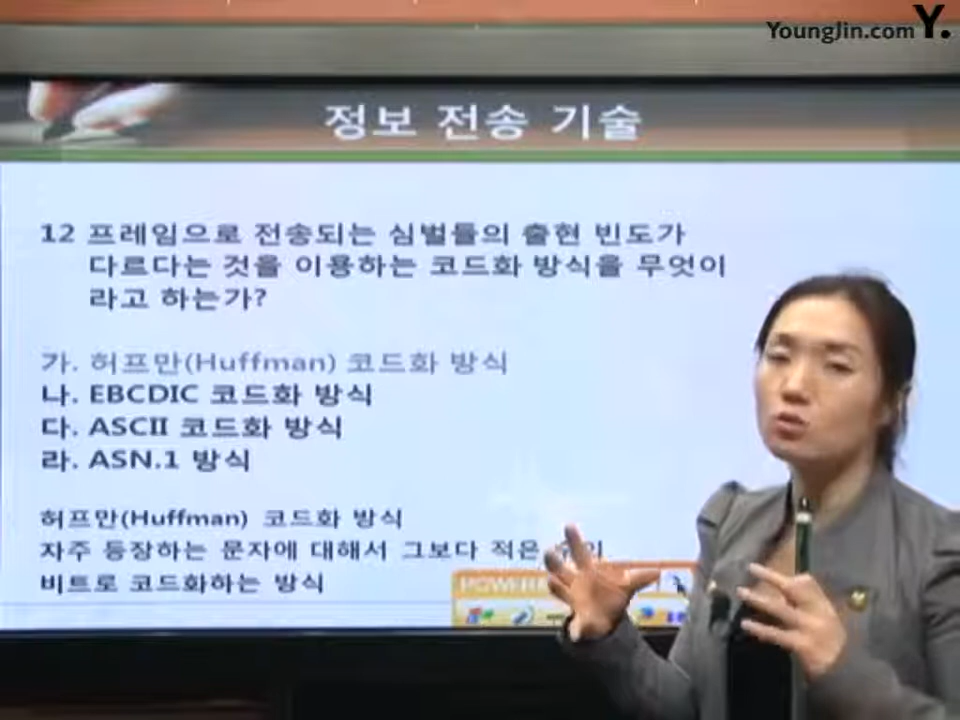 YoungJin.com Y.
정보 전송 기술
12 프레임으로 전송되는 심벌들의 출현 빈도가
다르다는 것을 이용하는 코드화 방식을 무엇이
라고 하는가?
가. 허프만(Huffman) 코드화 방식
나. EBCDIC 코드화 방식
다. ASCII 코드화 방식
라. ASN.1 방식
허프만(Huffman) 코드화 방식
자주 등장하는 문자에 대해서 그보다 적은
비트로 코드화하는 방식